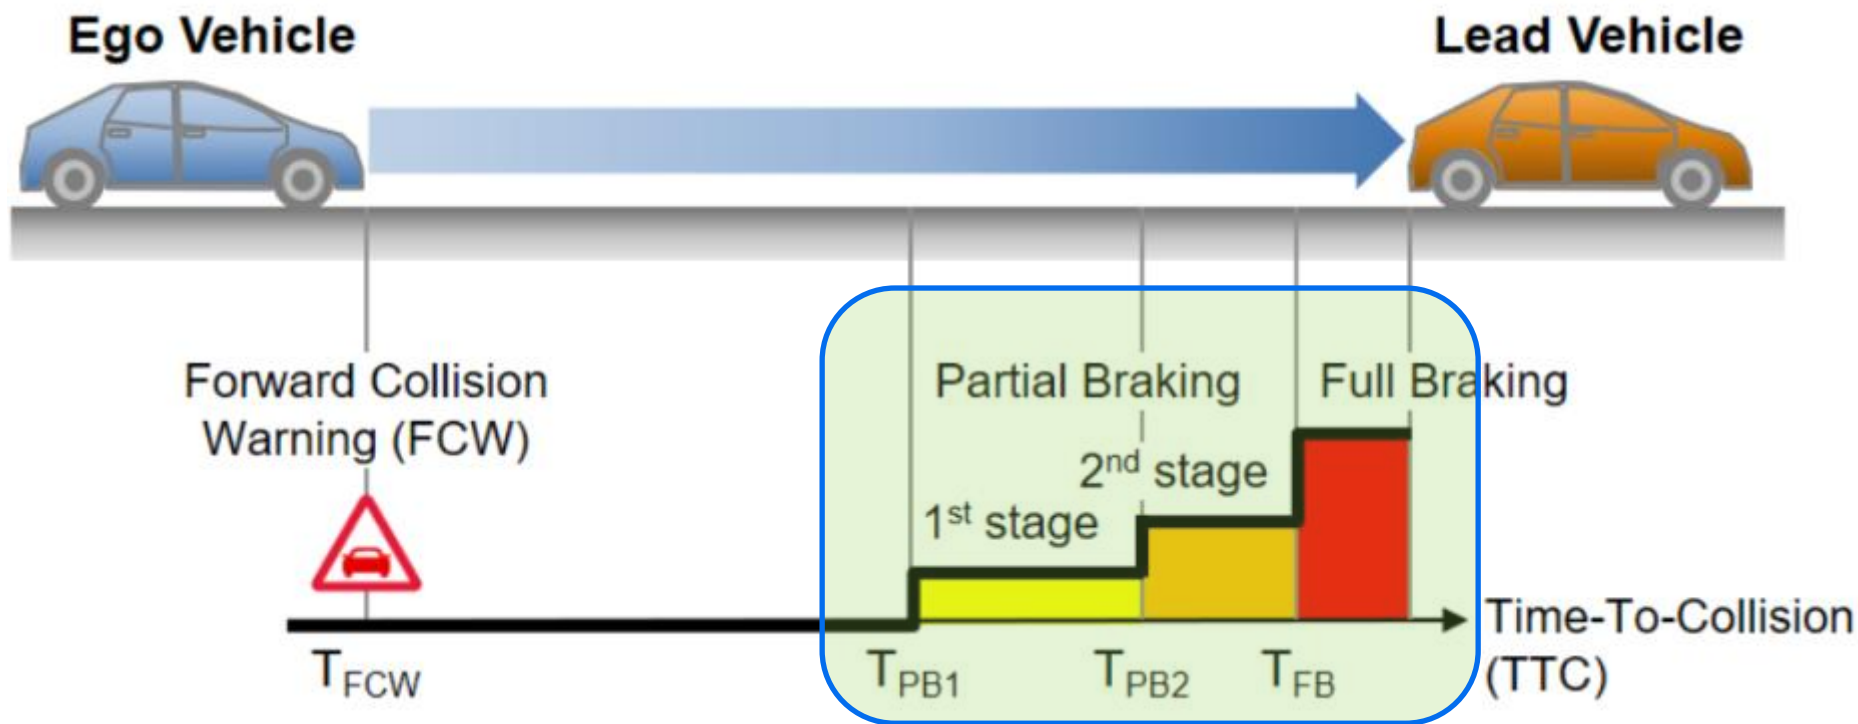 Ego Vehicle
Lead Vehicle
Forward Collision
Warning (FCW)
Partial Braking
Full Braking
2nd stage
1st stage
Time-To-Collision
(TTC)
TFCW
TPB1
TPB2
TFB